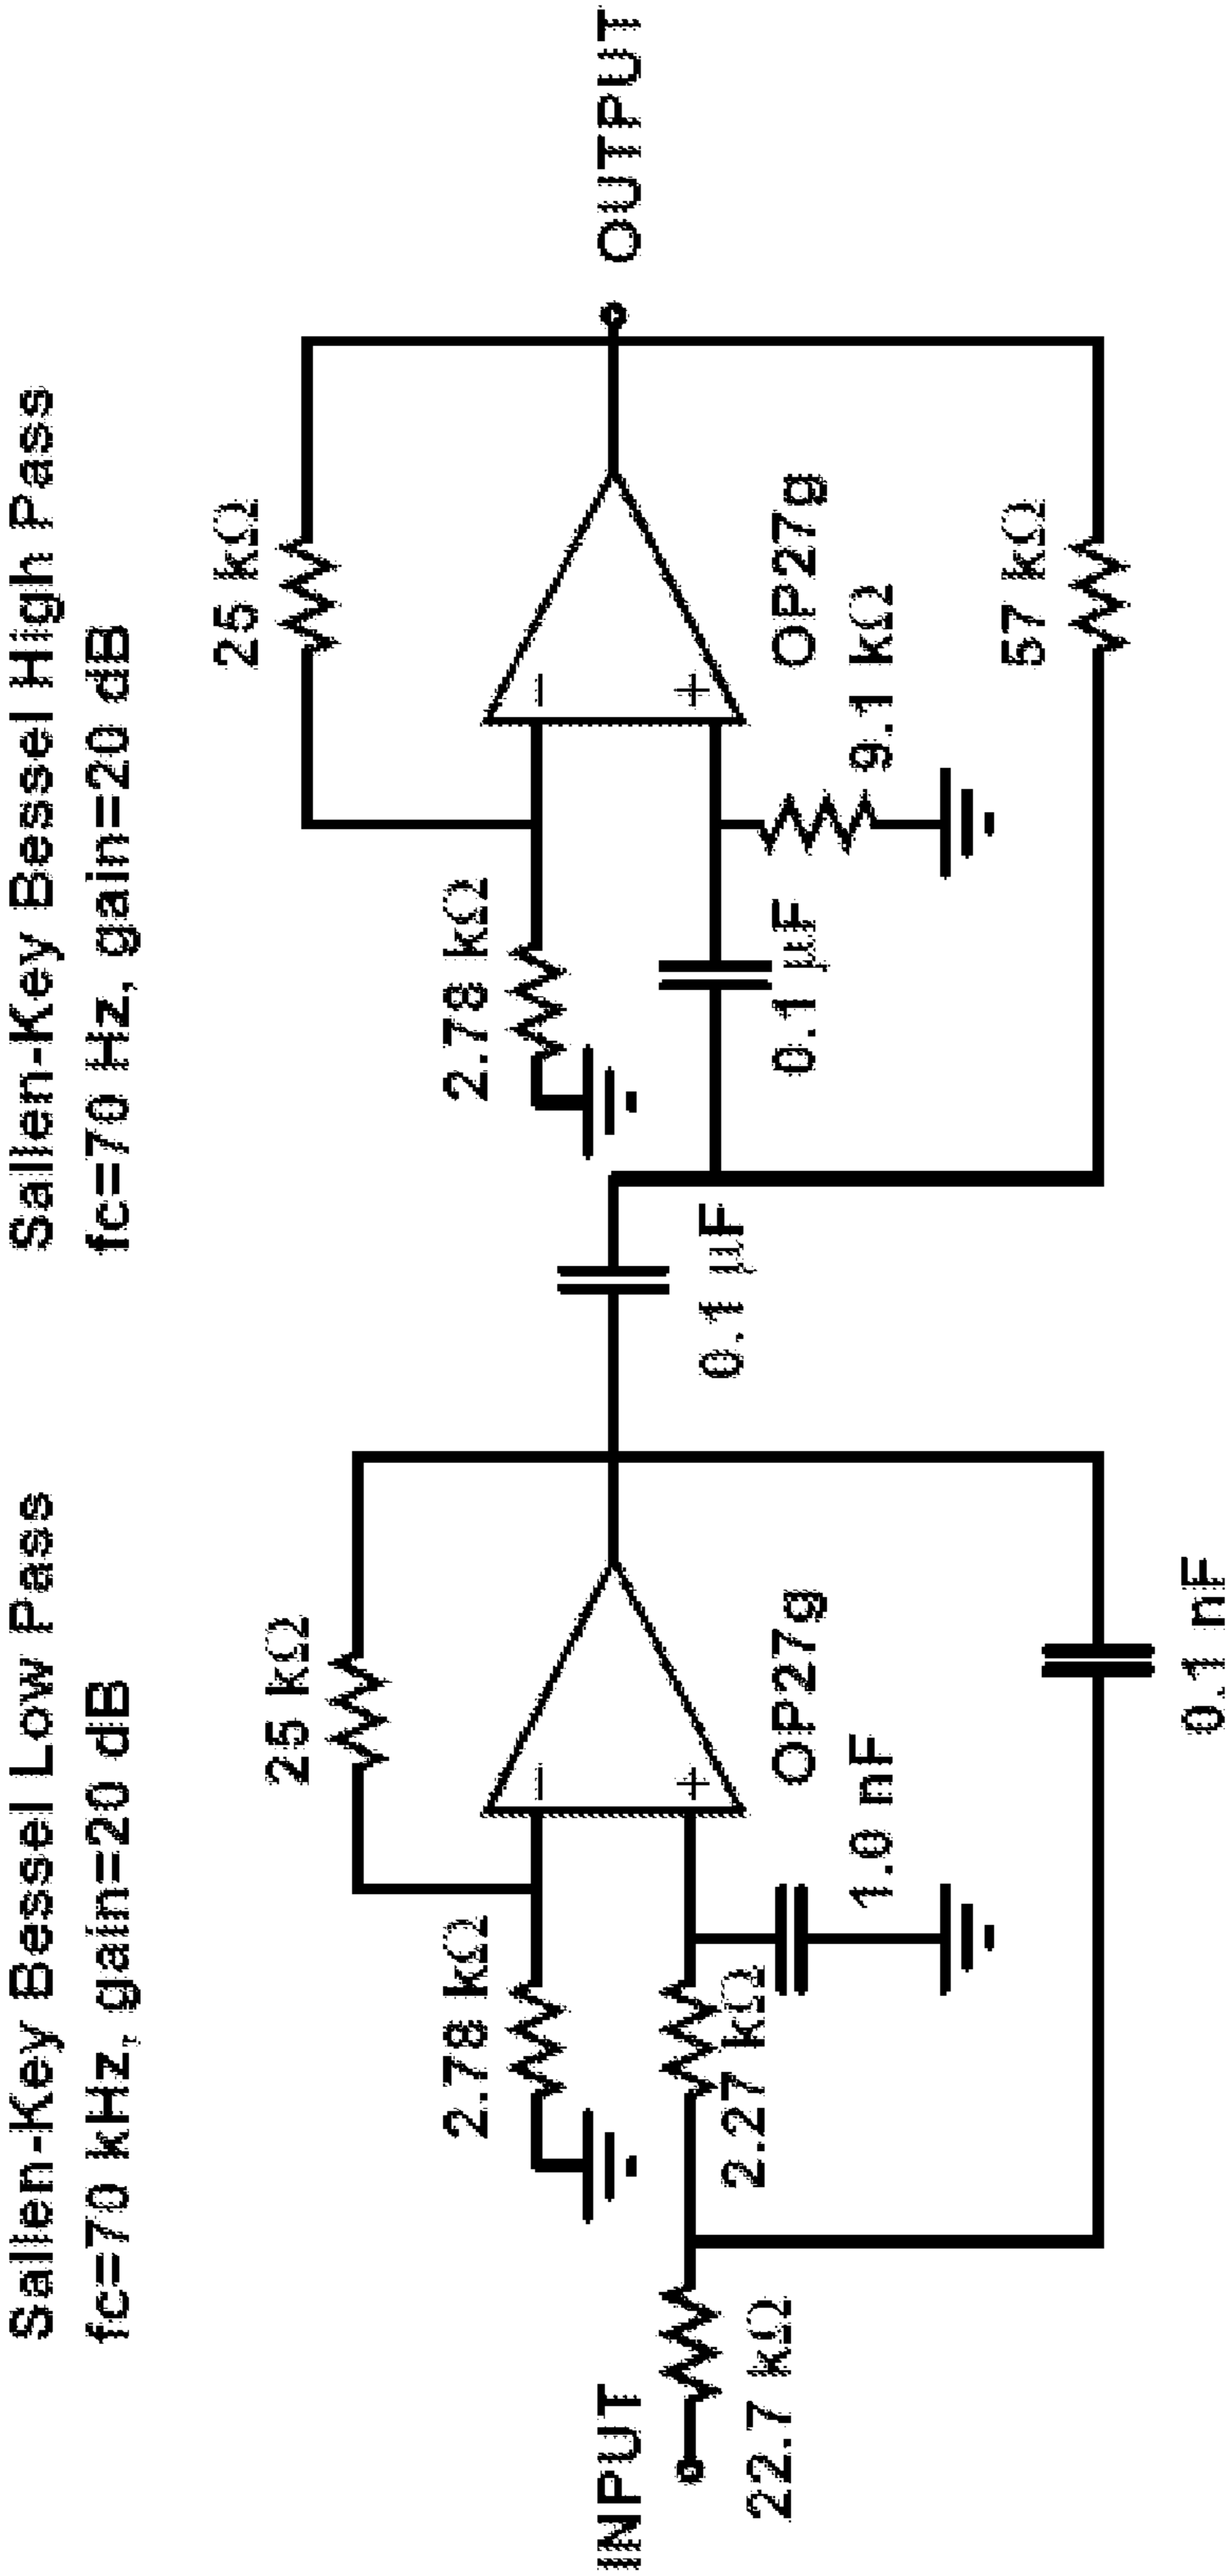 Sallen-Key Bessel Low Pass
fc=70 kHz, gain=20 dB
Sallen-Key Bessel High Pass
fc=70 Hz, gain=20 dB
25 kΩ
2.78 kΩ
INPUT
22.7 kΩ
2.27 kΩ
OP27g
1.0 nF
0.1 nF
0.1 μF
25 kΩ
2.78 kΩ
0.1 μF
OP27g
9.1 kΩ
57 kΩ
OUTPUT